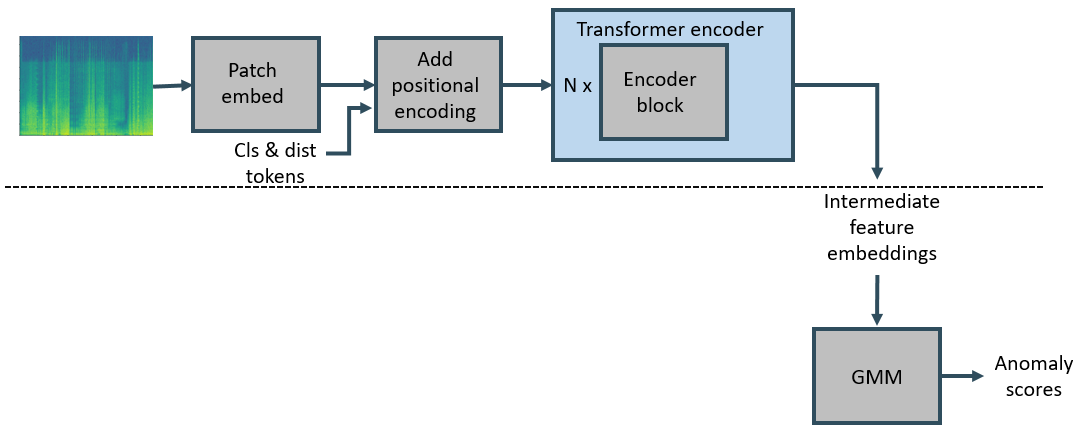 Patch
embed
Add
positional
encoding
Transformer encoder
N x
Encoder
block
Cls & dist
tokens
Intermediate
feature
embeddings
GMM
Anomaly
scores